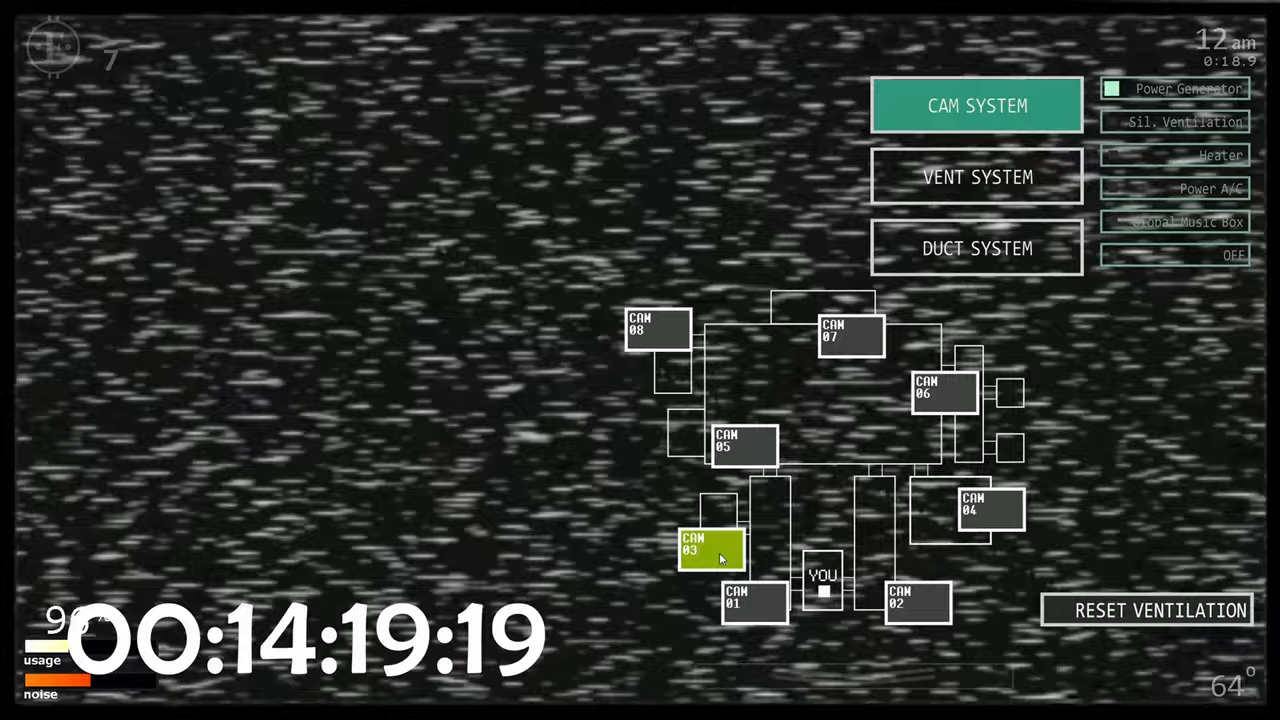 7
12 am
0:18.9
CAM SYSTEM
Power Generator
Sil. Ventilation
Heater
VENT SYSTEM
Power A/C
Global Music Box
DUCT SYSTEM
OFF
CAM
08
CAM
07
CAM
06
CAM
05
CAM
04
CAM
03
YOU
CAM
01
CAM
02
RESET VENTILATION
00:14:19:19
usage
noise
64°